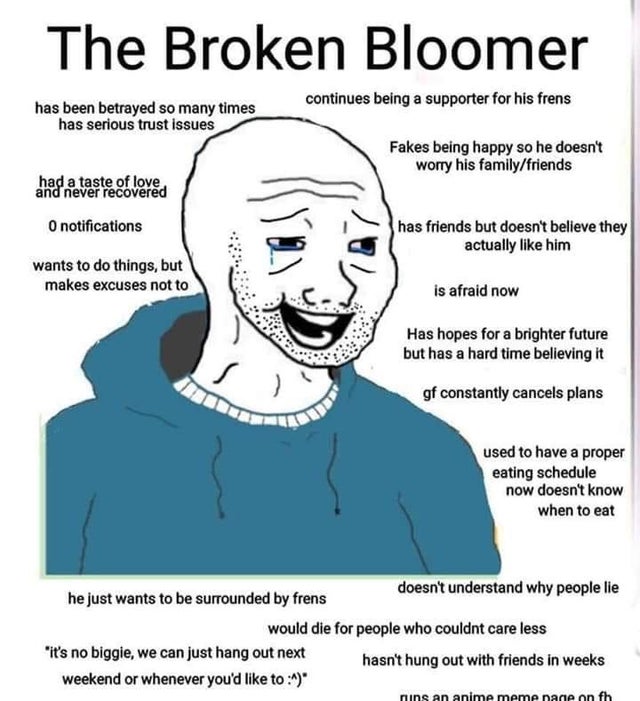 The Broken Bloomer
has been betrayed so many times
has serious trust issues
continues being a supporter for his frens
Fakes being happy so he doesn't
worry his family/friends
had a taste of love
and never recovered
0 notifications
has friends but doesn't believe they
actually like him
wants to do things, but
makes excuses not to
is afraid now
Has hopes for a brighter future
but has a hard time believing it
gf constantly cancels plans
used to have a proper
eating schedule
now doesn't know
when to eat
he just wants to be surrounded by frens
doesn't understand why people lie
would die for people who couldnt care less
"it's no biggie, we can just hang out next
weekend or whenever you'd like to :^)"
hasn't hung out with friends in weeks
runs an anime meme page on fb